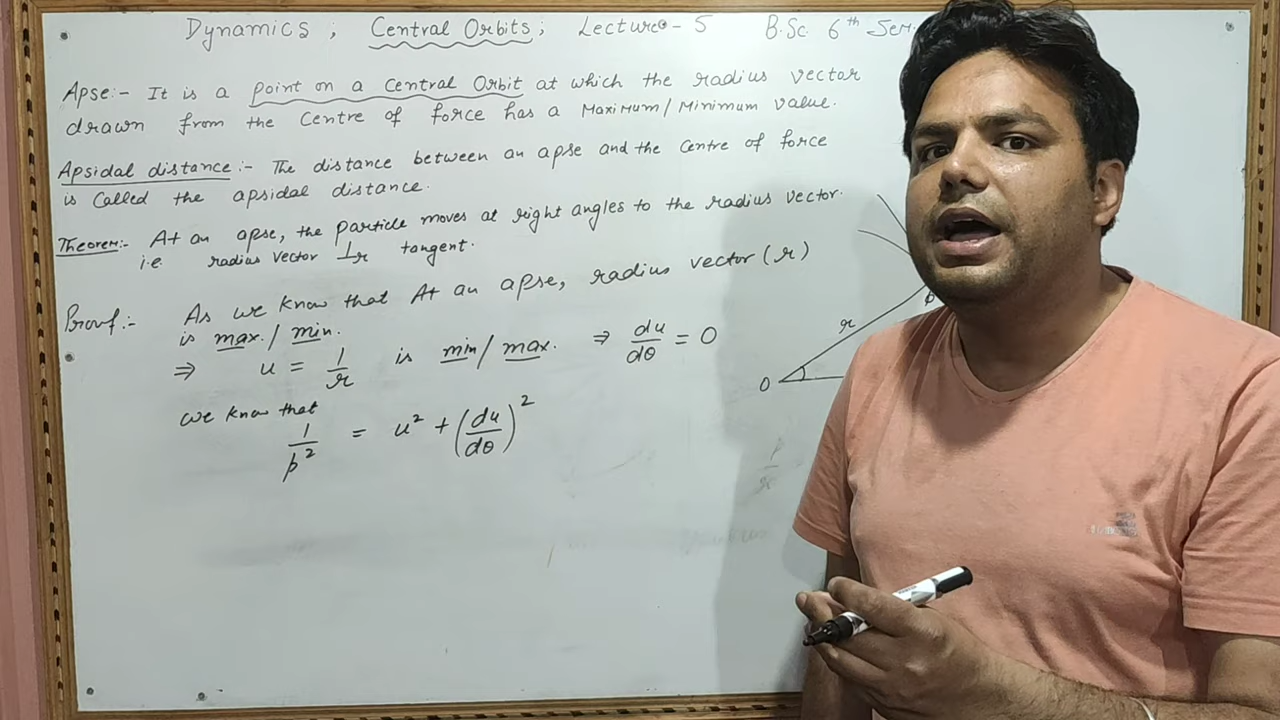 Dynamics ; Central Orbits ; Lecture - 5 B.Sc. 6th Sem
Apse :- It is a point on a Central Orbit at which the radius vector
drawn from the Centre of force has a Maximum/Minimum value.
Apsidal distance :- The distance between an apse and the Centre of force
is called the apsidal distance.
Theorem:- At an apse, the particle moves at right angles to the radius vector.
i.e. radius vector ⊥r tangent.
Proof :- As we know that At an apse, radius vector (r)
is max./min.
⇒ u = 1/r is min/max. ⇒ du/dθ = 0
we know that
1/p² = u² + (du/dθ)²
r
φ
O